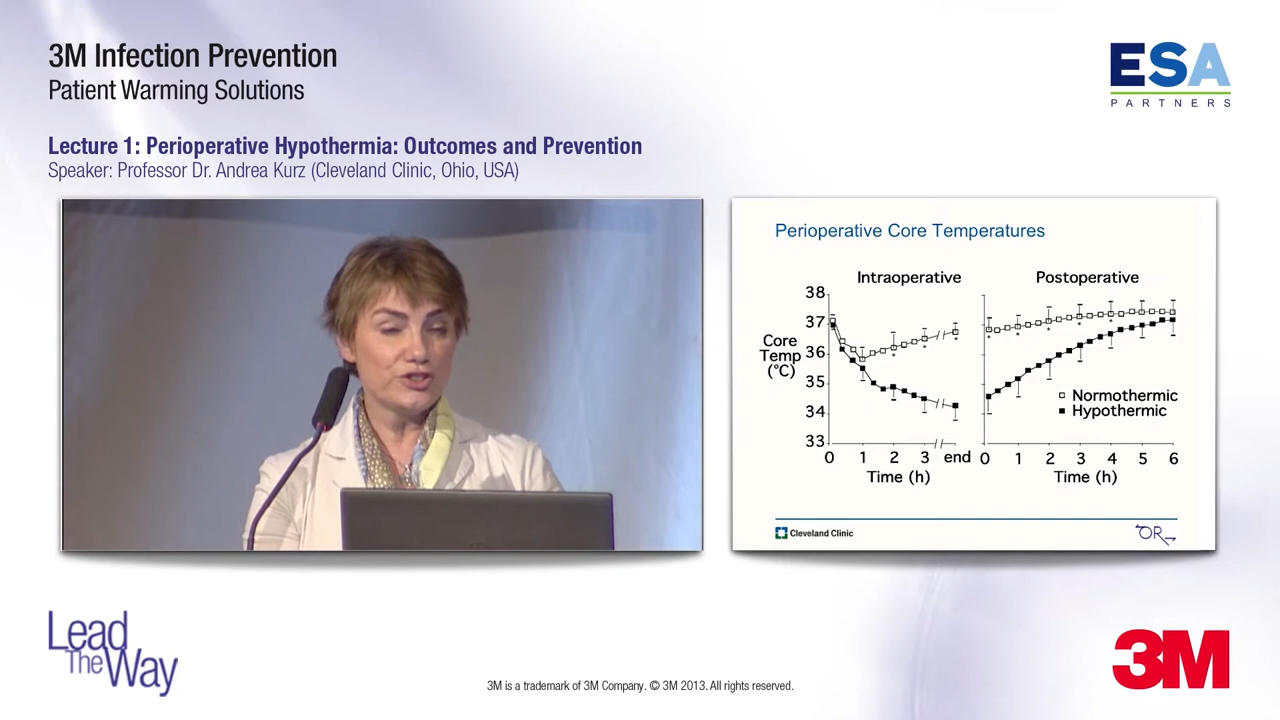 3M Infection Prevention
Patient Warming Solutions
ESA
PARTNERS
Lecture 1: Perioperative Hypothermia: Outcomes and Prevention
Speaker: Professor Dr. Andrea Kurz (Cleveland Clinic, Ohio, USA)
Perioperative Core Temperatures
Intraoperative
Postoperative
38
37
36
35
34
33
Core
Temp
(°C)
* * *
* * * * *
Normothermic
Hypothermic
0 1 2 3 end
0 1 2 3 4 5 6
Time (h)
Time (h)
Cleveland Clinic
OR
Lead
The Way
3M is a trademark of 3M Company. © 3M 2013. All rights reserved.
3M